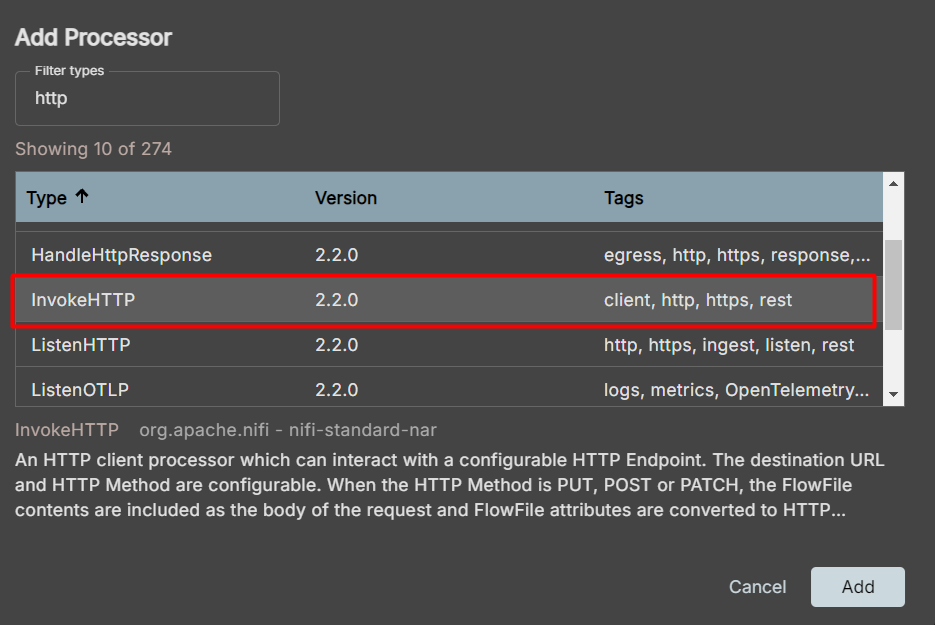 Add Processor
Filter types
http
Showing 10 of 274
Type ↑ Version Tags
HandleHttpResponse 2.2.0 egress, http, https, response,...
InvokeHTTP 2.2.0 client, http, https, rest
ListenHTTP 2.2.0 http, https, ingest, listen, rest
ListenOTLP 2.2.0 logs, metrics, OpenTelemetry...
InvokeHTTP org.apache.nifi - nifi-standard-nar
An HTTP client processor which can interact with a configurable HTTP Endpoint. The destination URL
and HTTP Method are configurable. When the HTTP Method is PUT, POST or PATCH, the FlowFile
contents are included as the body of the request and FlowFile attributes are converted to HTTP...
Cancel Add